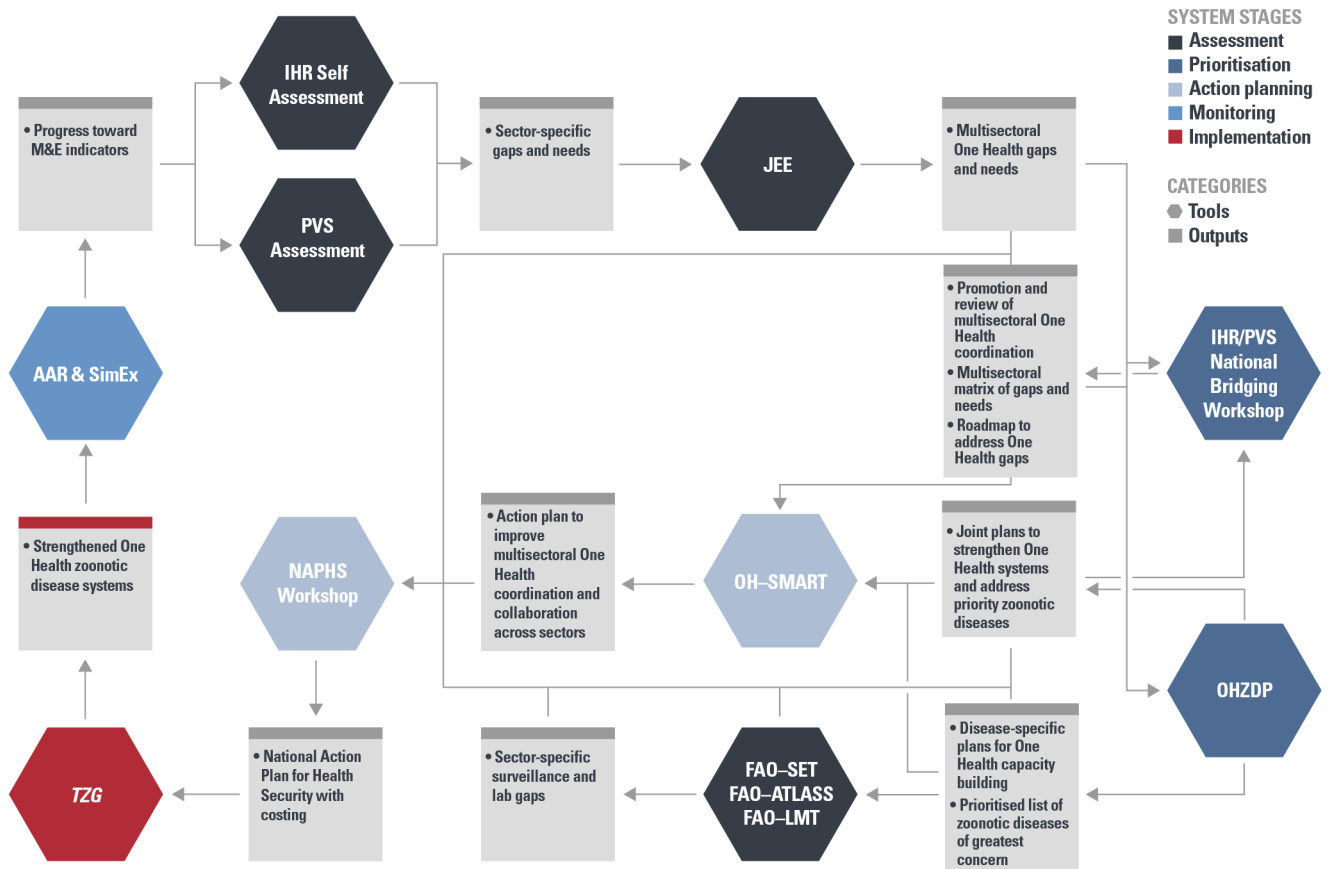 SYSTEM STAGES
Assessment
Prioritisation
Action planning
Monitoring
Implementation
CATEGORIES
Tools
Outputs
• Progress toward
M&E indicators
IHR Self
Assessment
PVS
Assessment
• Sector-specific
gaps and needs
JEE
• Multisectoral
One Health gaps
and needs
• Promotion and
review of
multisectoral One
Health
coordination
• Multisectoral
matrix of gaps and
needs
• Roadmap to
address One
Health gaps
IHR/PVS
National
Bridging
Workshop
AAR & SimEx
• Strengthened One
Health zoonotic
disease systems
NAPHS
Workshop
• Action plan to
improve
multisectoral One
Health
coordination and
collaboration
across sectors
OH–SMART
• Joint plans to
strengthen One
Health systems
and address
priority zoonotic
diseases
OHZDP
TZG
• National Action
Plan for Health
Security with
costing
• Sector-specific
surveillance and
lab gaps
FAO–SET
FAO–ATLASS
FAO–LMT
• Disease-specific
plans for One
Health capacity
building
• Prioritised list of
zoonotic diseases
of greatest
concern